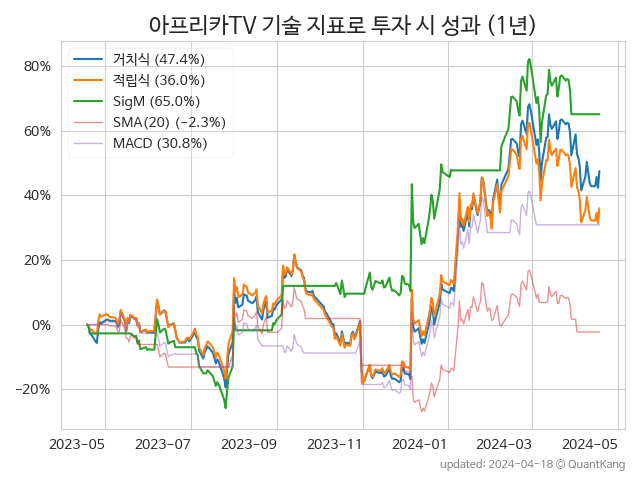 아프리카TV 기술 지표로 투자 시 성과 (1년)
거치식 (47.4%)
적립식 (36.0%)
SigM (65.0%)
SMA(20) (−2.3%)
MACD (30.8%)
80%
60%
40%
20%
0%
−20%
2023-05 2023-07 2023-09 2023-11 2024-01 2024-03 2024-05
updated: 2024-04-18 © QuantKang